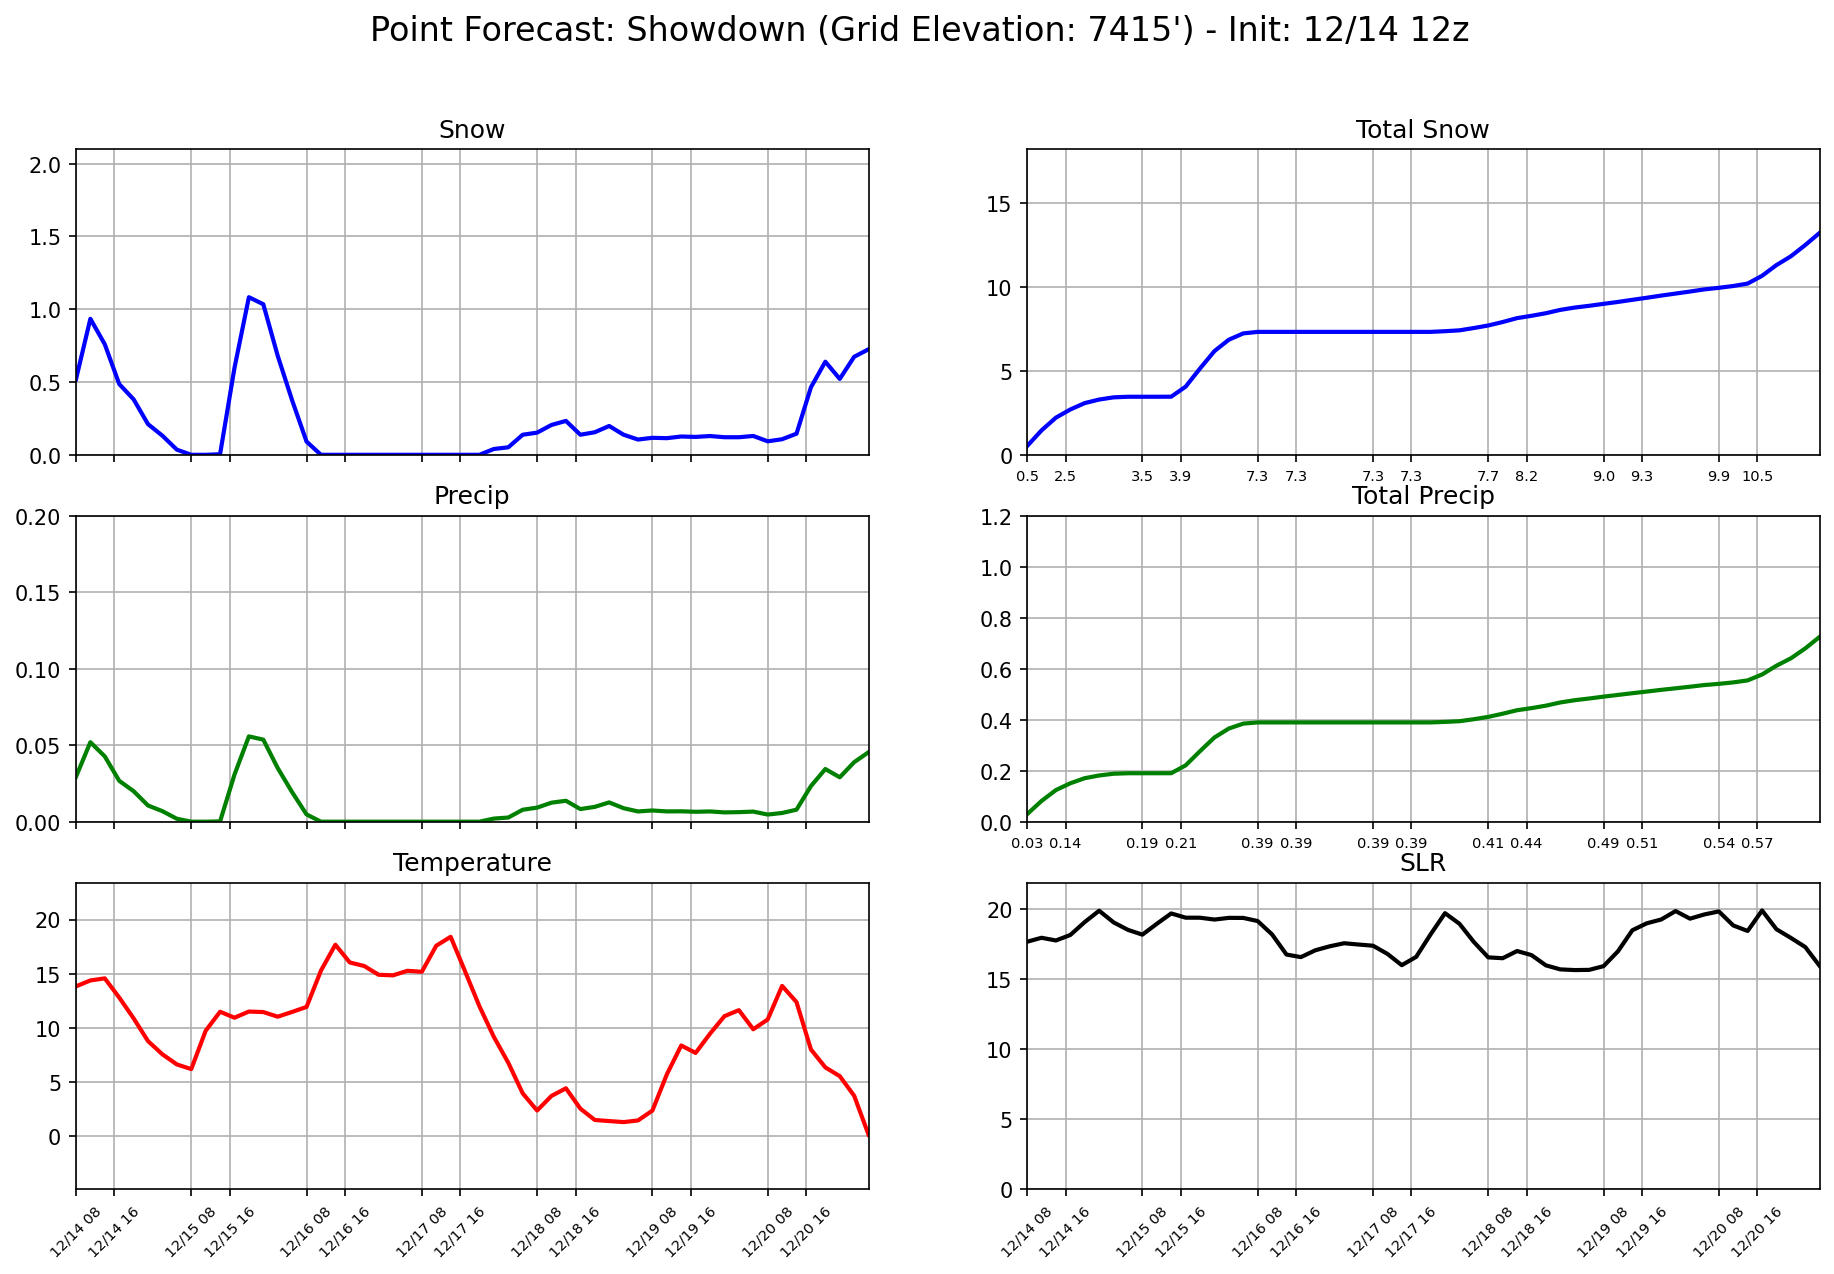 Point Forecast: Showdown (Grid Elevation: 7415') - Init: 12/14 12z
Snow
2.0
1.5
1.0
0.5
0.0
Total Snow
15
10
5
0
0.5 2.5 3.5 3.9 7.3 7.3 7.3 7.3 7.7 8.2 9.0 9.3 9.9 10.5
Precip
0.20
0.15
0.10
0.05
0.00
Total Precip
1.2
1.0
0.8
0.6
0.4
0.2
0.0
0.03 0.14 0.19 0.21 0.39 0.39 0.39 0.39 0.41 0.44 0.49 0.51 0.54 0.57
Temperature
20
15
10
5
0
12/14 08 12/14 16 12/15 08 12/15 16 12/16 08 12/16 16 12/17 08 12/17 16 12/18 08 12/18 16 12/19 08 12/19 16 12/20 08 12/20 16
SLR
20
15
10
5
0
12/14 08 12/14 16 12/15 08 12/15 16 12/16 08 12/16 16 12/17 08 12/17 16 12/18 08 12/18 16 12/19 08 12/19 16 12/20 08 12/20 16